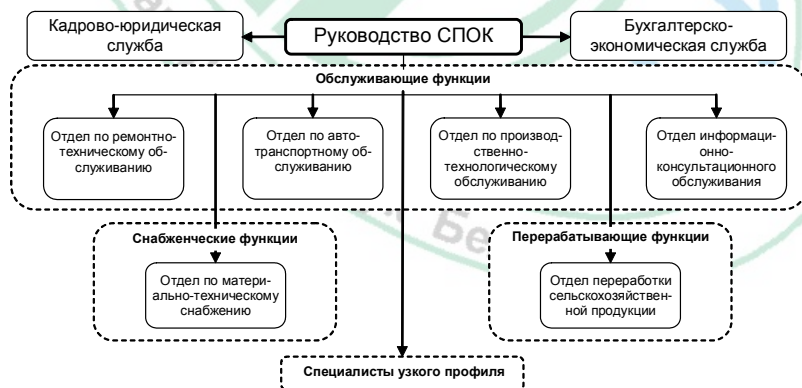 Кадрово-юридическая
служба
Руководство СПОК
Бухгалтерско-
экономическая служба
Обслуживающие функции
Отдел по ремонтно-
техническому об-
служиванию
Отдел по авто-
транспортному об-
служиванию
Отдел по производ-
ственно-
технологическому
обслуживанию
Отдел информаци-
онно-
консультационного
обслуживания
Снабженческие функции
Отдел по матери-
ально-техническому
снабжению
Перерабатывающие функции
Отдел переработки
сельскохозяйствен-
ной продукции
Специалисты узкого профиля